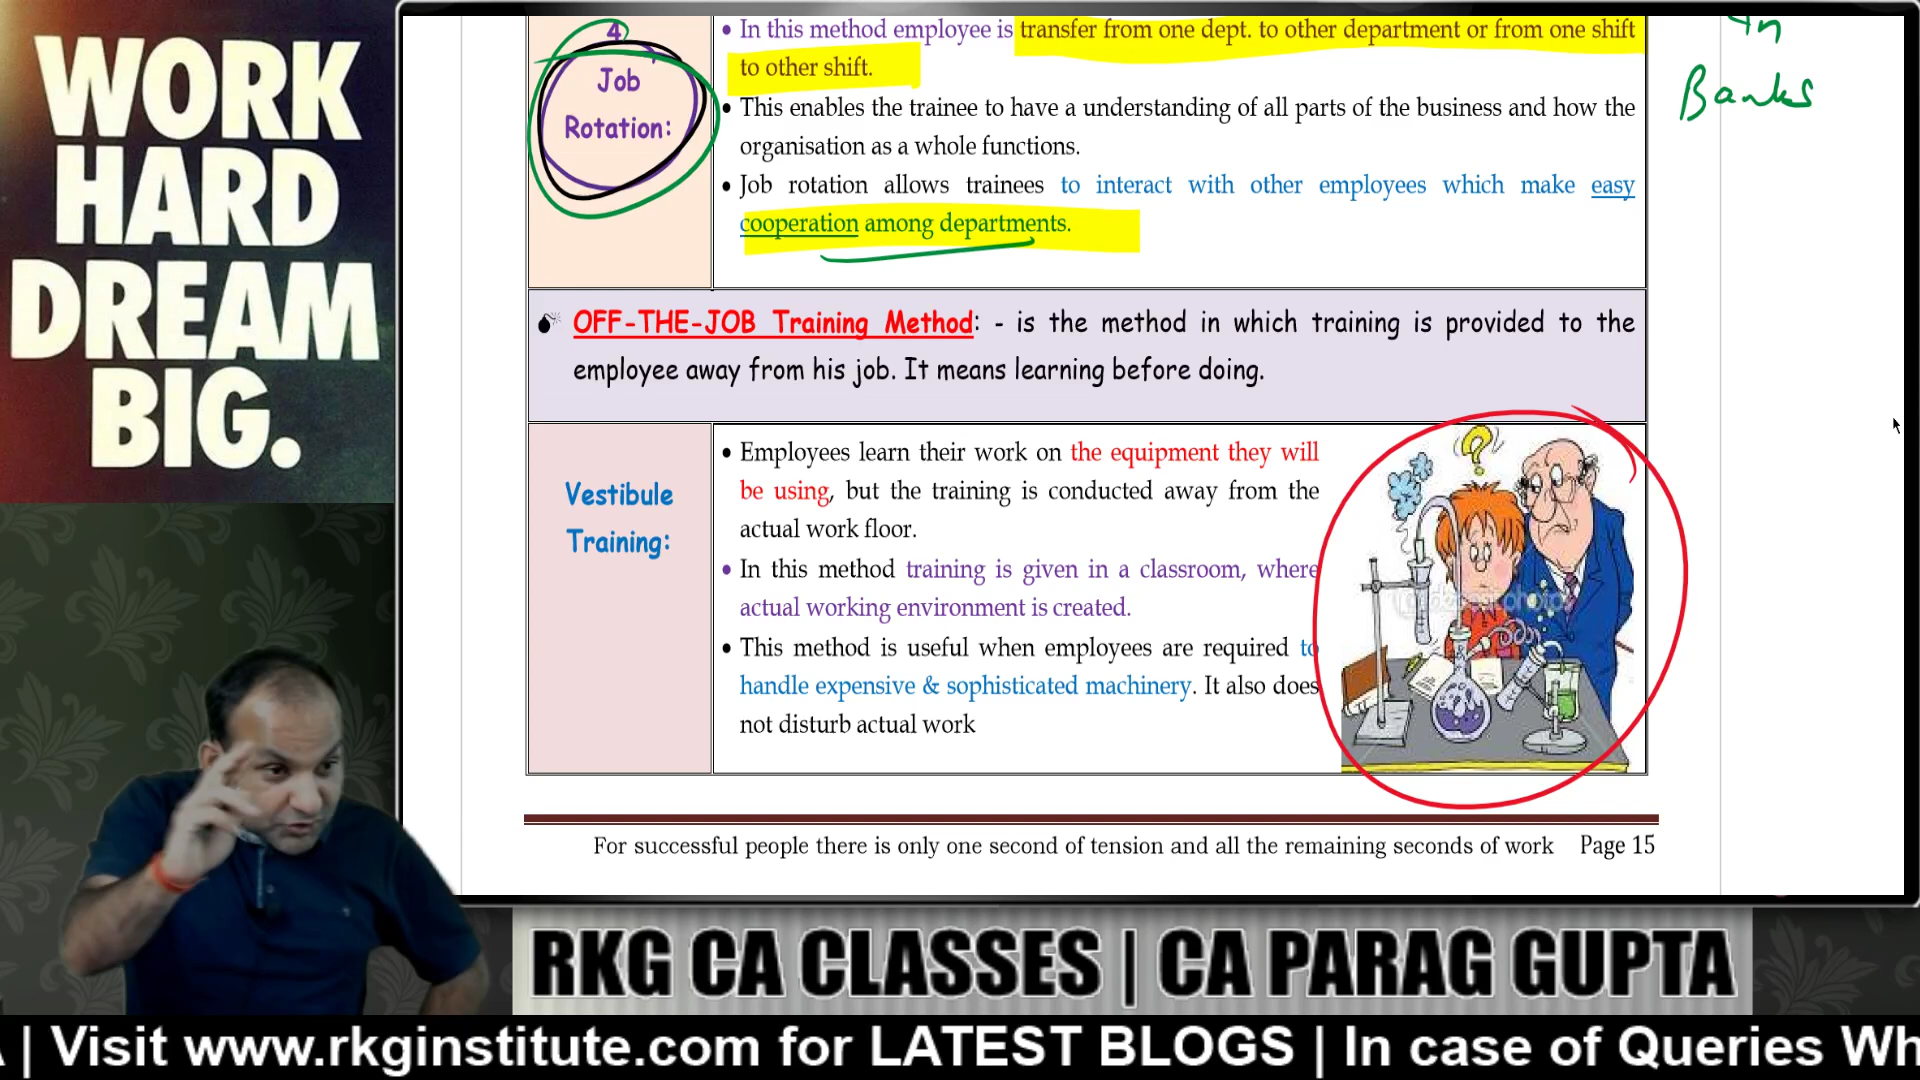 WORK
HARD
DREAM
BIG.
4
Job
Rotation:
• In this method employee is transfer from one dept. to other department or from one shift
to other shift.
• This enables the trainee to have a understanding of all parts of the business and how the
organisation as a whole functions.
• Job rotation allows trainees to interact with other employees which make easy
cooperation among departments.
In
Banks
OFF-THE-JOB Training Method: - is the method in which training is provided to the
employee away from his job. It means learning before doing.
Vestibule
Training:
• Employees learn their work on the equipment they will
be using, but the training is conducted away from the
actual work floor.
• In this method training is given in a classroom, where
actual working environment is created.
• This method is useful when employees are required to
handle expensive & sophisticated machinery. It also does
not disturb actual work
?
For successful people there is only one second of tension and all the remaining seconds of work Page 15
RKG CA CLASSES | CA PARAG GUPTA
| Visit www.rkginstitute.com for LATEST BLOGS | In case of Queries Wh